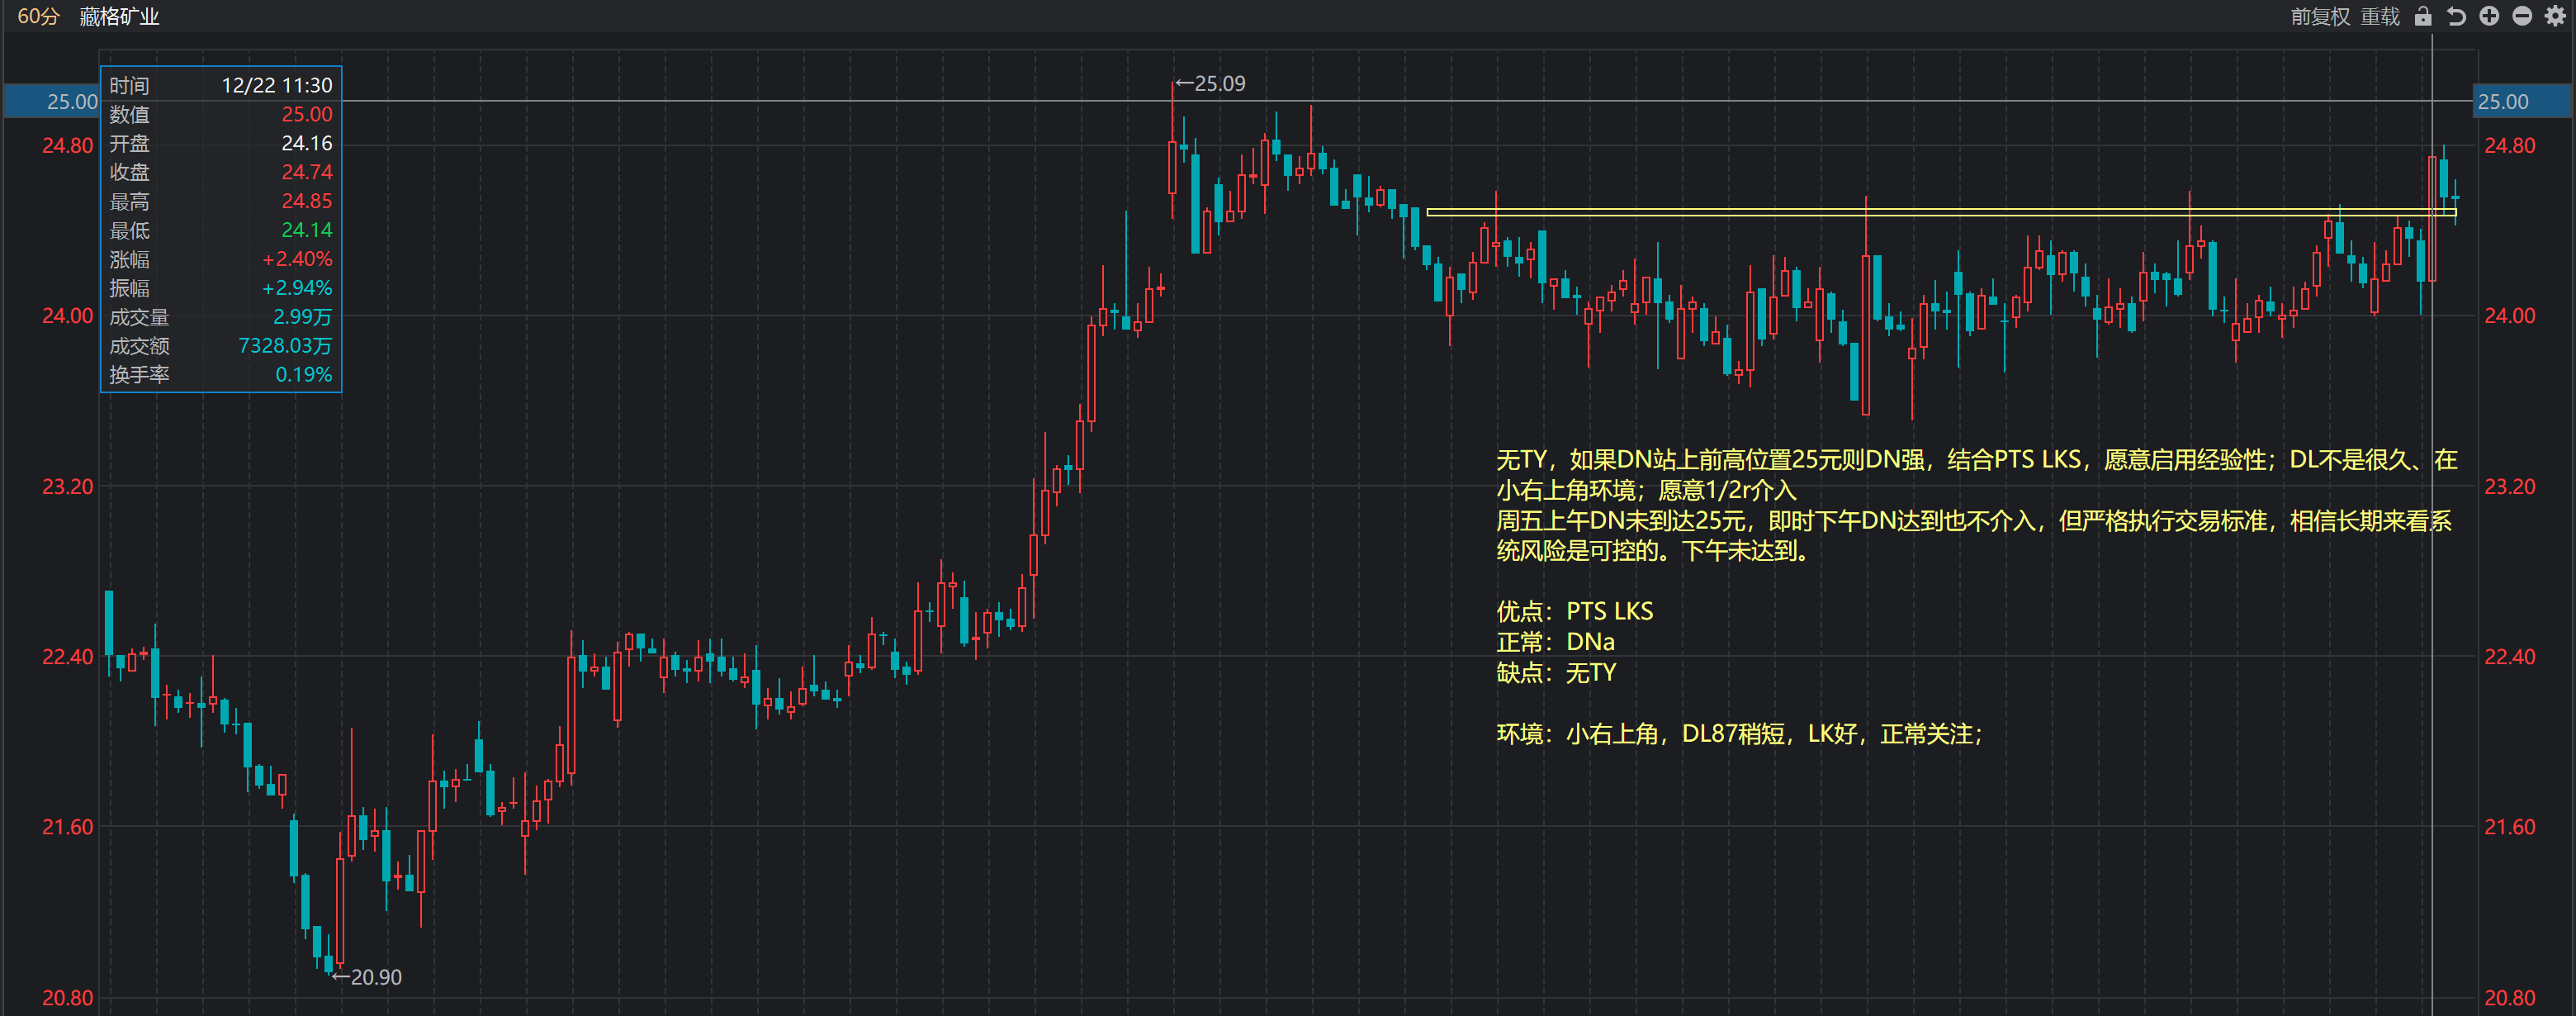 60分 藏格矿业
前复权 重载
25.00
24.80
24.00
23.20
22.40
21.60
20.80
时间 12/22 11:30
数值 25.00
开盘 24.16
收盘 24.74
最高 24.85
最低 24.14
涨幅 +2.40%
振幅 +2.94%
成交量 2.99万
成交额 7328.03万
换手率 0.19%
←25.09
←20.90
无TY，如果DN站上前高位置25元则DN强，结合PTS LKS，愿意启用经验性；DL不是很久、在
小右上角环境；愿意1/2r介入
周五上午DN未到达25元，即时下午DN达到也不介入，但严格执行交易标准，相信长期来看系
统风险是可控的。下午未达到。
优点：PTS LKS
正常：DNa
缺点：无TY
环境：小右上角，DL87稍短，LK好，正常关注；
25.00
24.80
24.00
23.20
22.40
21.60
20.80